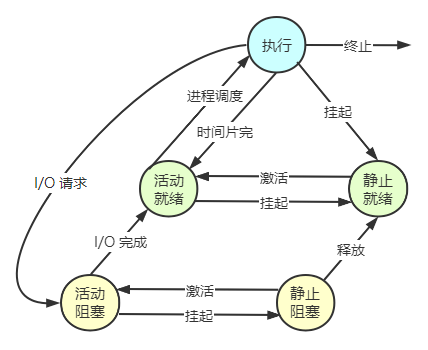 执行
终止
进程调度
挂起
时间片完
I/O 请求
活动
就绪
激活
挂起
静止
就绪
I/O 完成
释放
活动
阻塞
激活
挂起
静止
阻塞